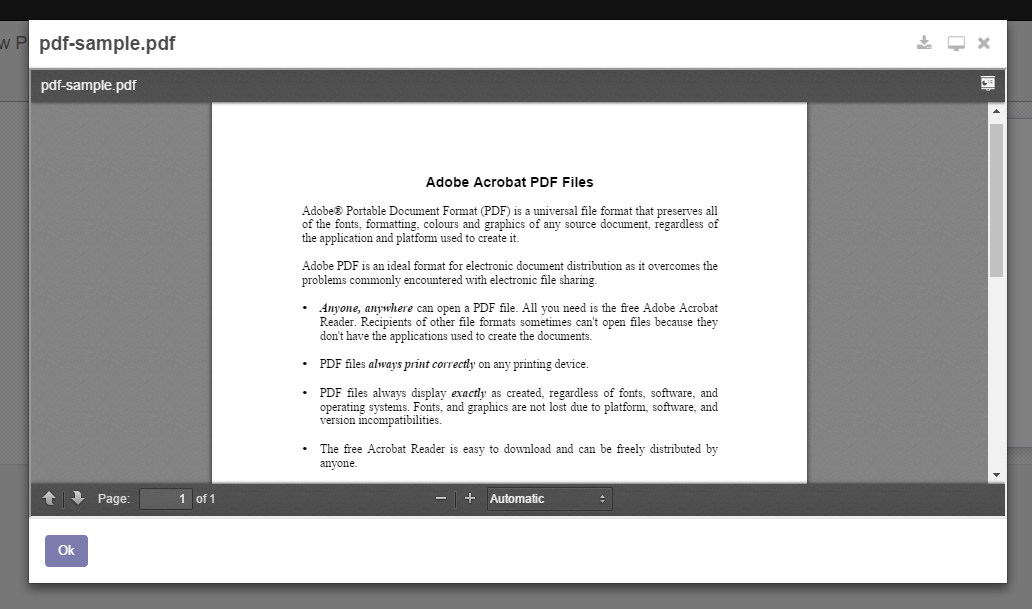 w P
pdf-sample.pdf
pdf-sample.pdf
Adobe Acrobat PDF Files
Adobe® Portable Document Format (PDF) is a universal file format that preserves all
of the fonts, formatting, colours and graphics of any source document, regardless of
the application and platform used to create it.
Adobe PDF is an ideal format for electronic document distribution as it overcomes the
problems commonly encountered with electronic file sharing.
• Anyone, anywhere can open a PDF file. All you need is the free Adobe Acrobat
Reader. Recipients of other file formats sometimes can't open files because they
don't have the applications used to create the documents.
• PDF files always print correctly on any printing device.
• PDF files always display exactly as created, regardless of fonts, software, and
operating systems. Fonts, and graphics are not lost due to platform, software, and
version incompatibilities.
• The free Acrobat Reader is easy to download and can be freely distributed by
anyone.
Page: 1 of 1
Automatic
Ok